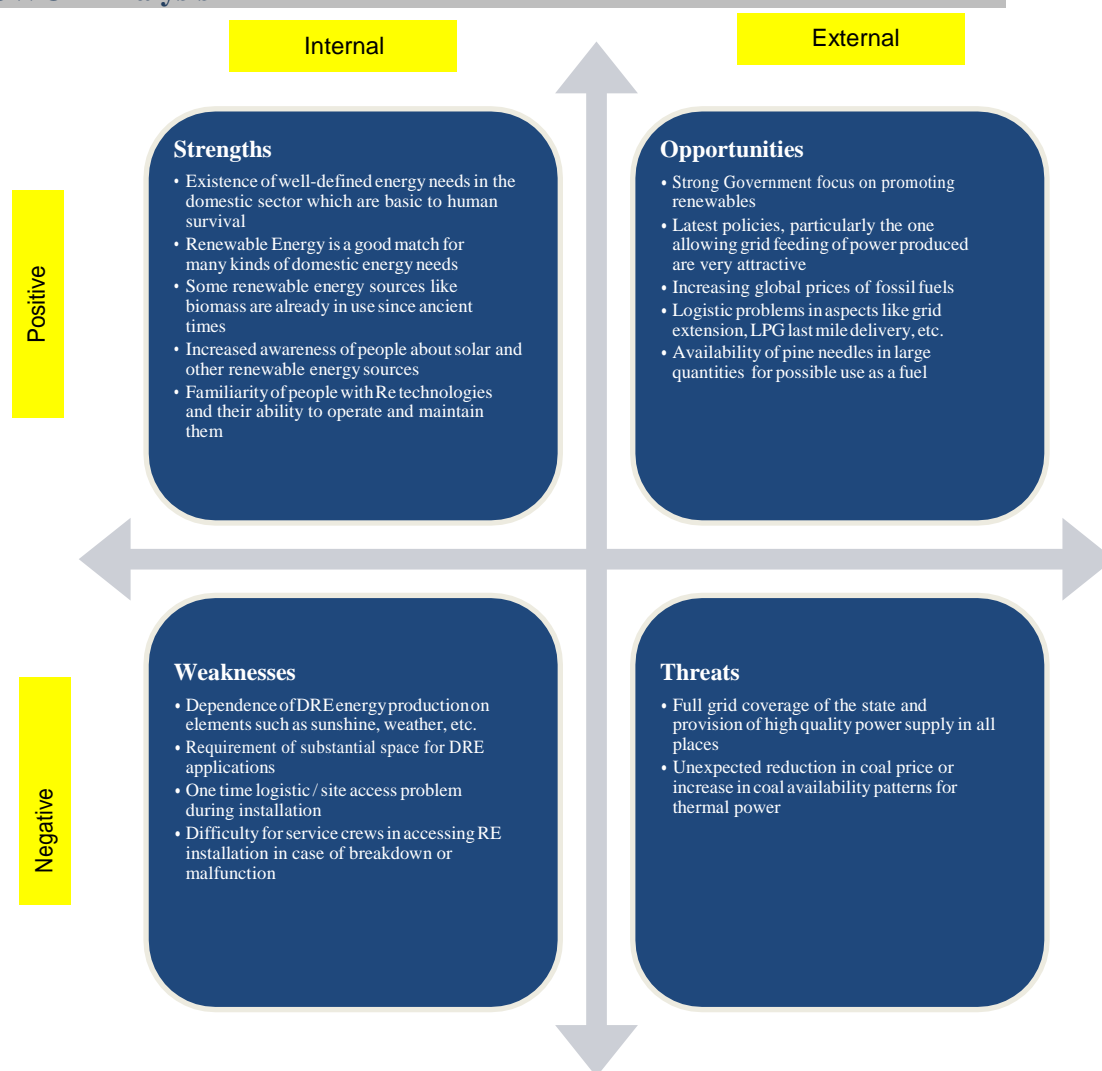 Internal
External
Positive
Strengths
• Existence of well-defined energy needs in the
domestic sector which are basic to human
survival
• Renewable Energy is a good match for
many kinds of domestic energy needs
• Some renewable energy sources like
biomass are already in use since ancient
times
• Increased awareness of people about solar and
other renewable energy sources
• Familiarity of people with Re technologies
and their ability to operate and maintain
them
Opportunities
• Strong Government focus on promoting
renewables
• Latest policies, particularly the one
allowing grid feeding of power produced
are very attractive
• Increasing global prices of fossil fuels
• Logistic problems in aspects like grid
extension, LPG last mile delivery, etc.
• Availability of pine needles in large
quantities for possible use as a fuel
Negative
Weaknesses
• Dependence of DRE energy production on
elements such as sunshine, weather, etc.
• Requirement of substantial space for DRE
applications
• One time logistic / site access problem
during installation
• Difficulty for service crews in accessing RE
installation in case of breakdown or
malfunction
Threats
• Full grid coverage of the state and
provision of high quality power supply in all
places
• Unexpected reduction in coal price or
increase in coal availability patterns for
thermal power